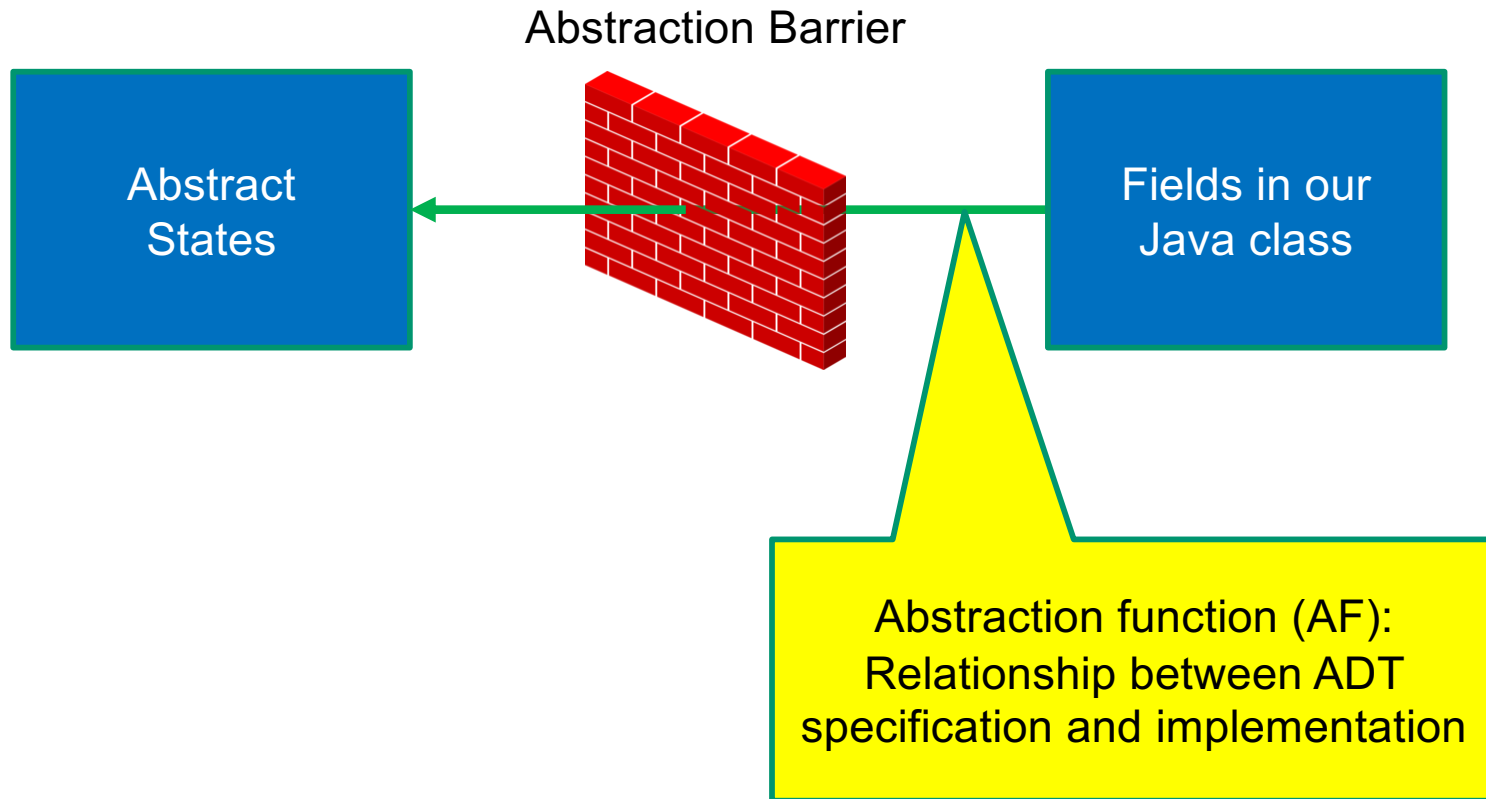 Abstraction Barrier
Abstract
States
Fields in our
Java class
Abstraction function (AF):
Relationship between ADT
specification and implementation